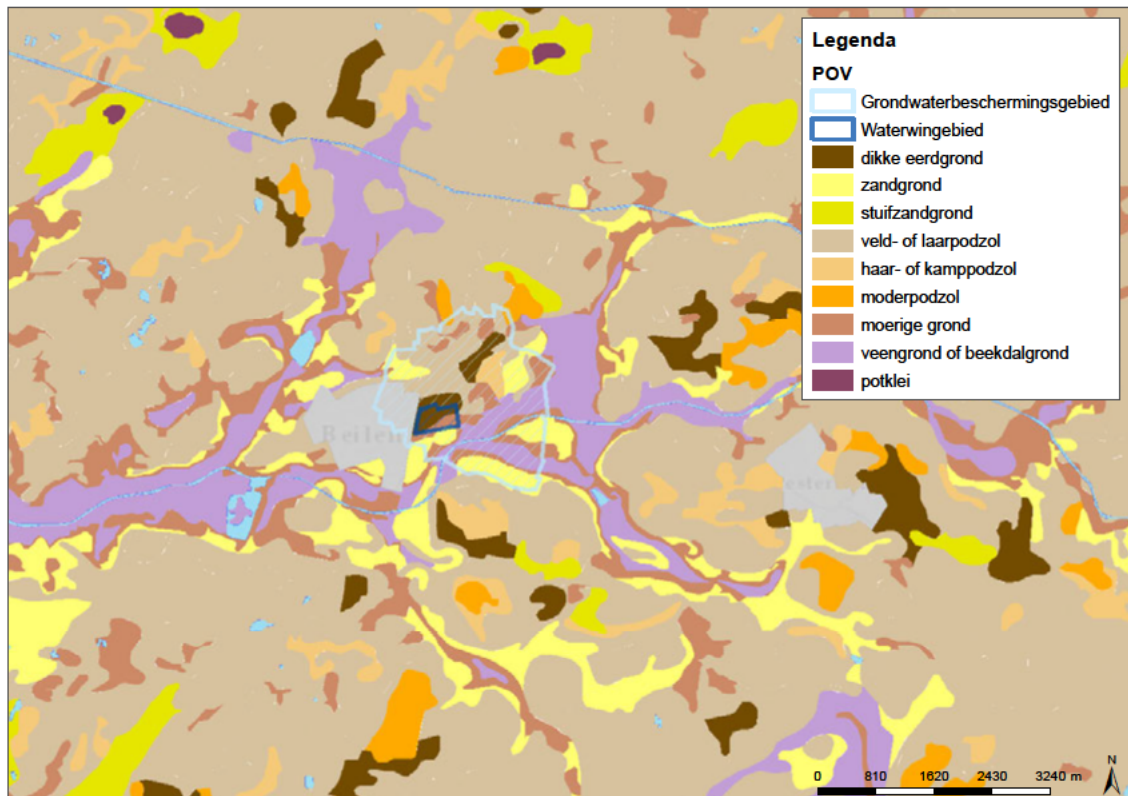 Legenda
POV
Grondwaterbeschermingsgebied
Waterwingebied
dikke eerdgrond
zandgrond
stuifzandgrond
veld- of laarpodzol
haar- of kamppodzol
moderpodzol
moerige grond
veengrond of beekdalgrond
potklei
Beilen
N
0 810 1620 2430 3240 m